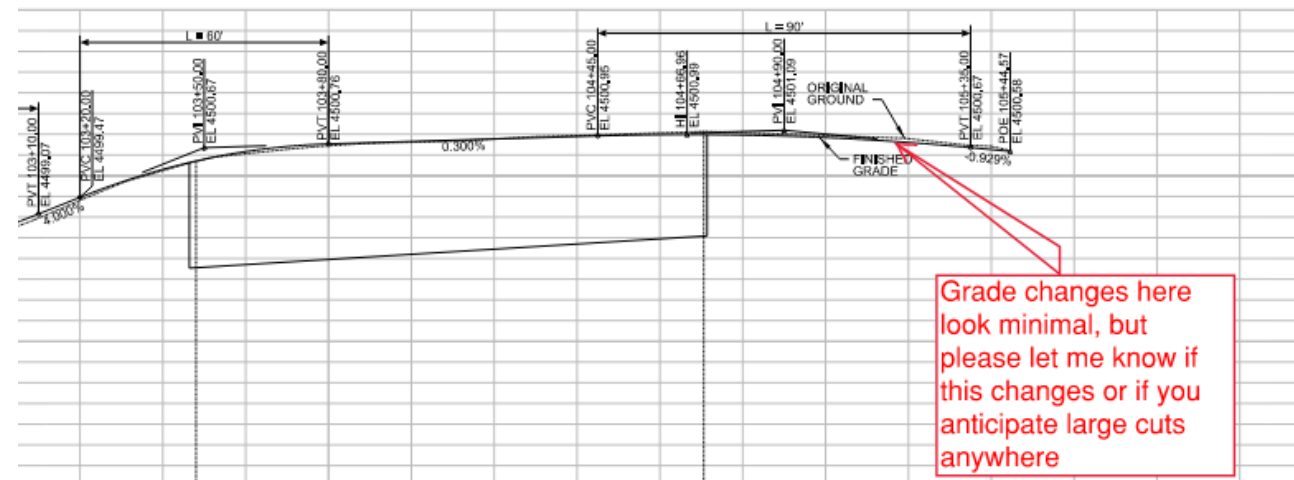 L = 60'
L = 90'
PVT 103+10.00
EL 4499.07
PVC 103+20.00
EL 4499.47
PVI 103+50.00
EL 4500.67
PVT 103+80.00
EL 4500.76
PVC 104+45.00
EL 4500.95
HI 104+66.96
EL 4500.99
PVI 104+90.00
EL 4501.09
PVT 105+35.00
EL 4500.67
POE 105+44.57
EL 4500.58
4.000%
0.300%
-0.929%
ORIGINAL
GROUND
FINISHED
GRADE
Grade changes here
look minimal, but
please let me know if
this changes or if you
anticipate large cuts
anywhere